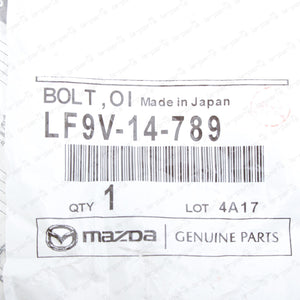 BOLT,OI Made in Japan
LF9V-14-789
QTY 1 LOT 4A17
mazda GENUINE PARTS